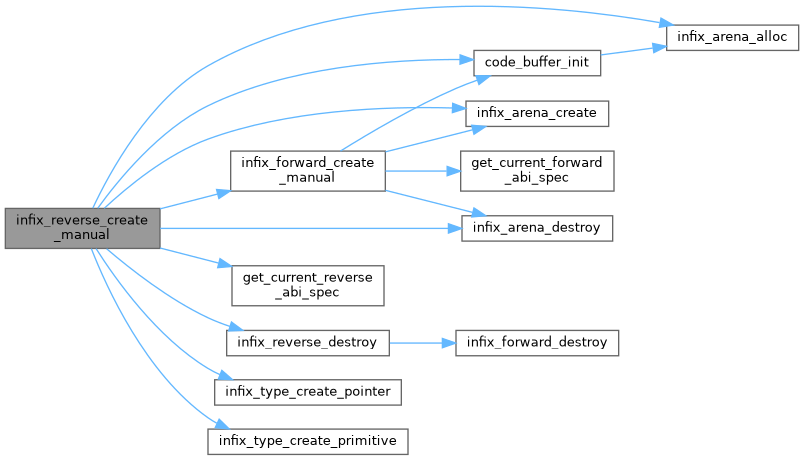 infix_reverse_create
_manual
infix_arena_alloc
code_buffer_init
infix_arena_create
infix_forward_create
_manual
get_current_forward
_abi_spec
infix_arena_destroy
get_current_reverse
_abi_spec
infix_reverse_destroy
infix_forward_destroy
infix_type_create_pointer
infix_type_create_primitive